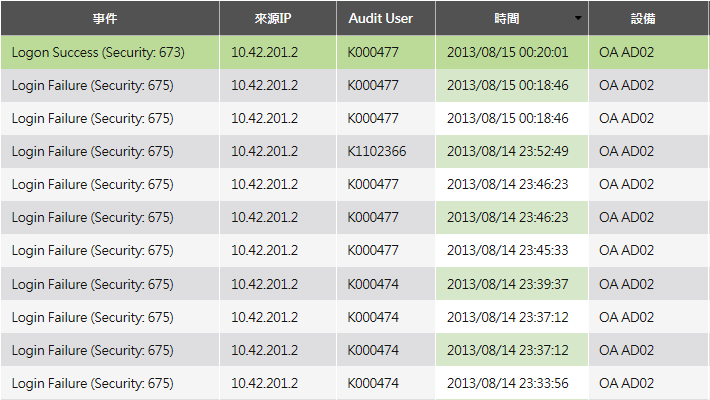 事件 來源IP Audit User 時間 設備
Logon Success (Security: 673) 10.42.201.2 K000477 2013/08/15 00:20:01 OA AD02
Login Failure (Security: 675) 10.42.201.2 K000477 2013/08/15 00:18:46 OA AD02
Login Failure (Security: 675) 10.42.201.2 K000477 2013/08/15 00:18:46 OA AD02
Login Failure (Security: 675) 10.42.201.2 K1102366 2013/08/14 23:52:49 OA AD02
Login Failure (Security: 675) 10.42.201.2 K000477 2013/08/14 23:46:23 OA AD02
Login Failure (Security: 675) 10.42.201.2 K000477 2013/08/14 23:46:23 OA AD02
Login Failure (Security: 675) 10.42.201.2 K000477 2013/08/14 23:45:33 OA AD02
Login Failure (Security: 675) 10.42.201.2 K000474 2013/08/14 23:39:37 OA AD02
Login Failure (Security: 675) 10.42.201.2 K000474 2013/08/14 23:37:12 OA AD02
Login Failure (Security: 675) 10.42.201.2 K000474 2013/08/14 23:37:12 OA AD02
Login Failure (Security: 675) 10.42.201.2 K000474 2013/08/14 23:33:56 OA AD02